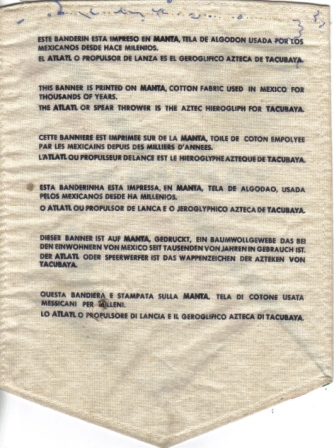 ESTE BANDERIN ESTA IMPRESO EN MANTA, TELA DE ALGODON USADA POR LOS
MEXICANOS DESDE HACE MILENIOS.
EL ATLATL O PROPULSOR DE LANZA ES EL GEROGLIFICO AZTECA DE TACUBAYA.
THIS BANNER IS PRINTED ON MANTA, COTTON FABRIC USED IN MEXICO FOR
THOUSANDS OF YEARS.
THE ATLATL OR SPEAR THROWER IS THE AZTEC HIEROGLIPH FOR TACUBAYA.
CETTE BANNIERE EST IMPRIMEE SUR DE LA MANTA, TOILE DE COTON EMPOLYEE
PAR LES MEXICAINS DEPUIS DES MILLIERS D'ANNEES.
L'ATLATL OU PROPULSEUR DE LANCE EST LE HIEROGLYPHE AZTEQUE DE TACUBAYA.
ESTA BANDERINHA ESTA IMPRESSA, EN MANTA, TELA DE ALGODAO, USADA
PELOS MEXICANOS DESDE HA MILLENIOS.
O ATLATL OU PROPULSOR DE LANCA E O JEROGLYPHICO AZTECA DE TACUBAYA.
DIESER BANNER IST AUF MANTA, GEDRUCKT, EIN BAUMWOLLGEWEBE DAS BEI
DEN EINWOHNERN VON MEXICO SEIT TAUSENDEN VON JAHREN IN GEBRAUCH IST.
DER ATLATL ODER SPEERWERFER IST DAS WAPPENZEICHEN DER AZTEKEN VON
TACUBAYA.
QUESTA BANDIERA E STAMPATA SULLA MANTA, TELA DI COTONE USATA
MESSICANI PER MILLENI.
LO ATLATL O PROPULSORE DI LANCIA E IL GEROGLIFICO AZTECA DI TACUBAYA.